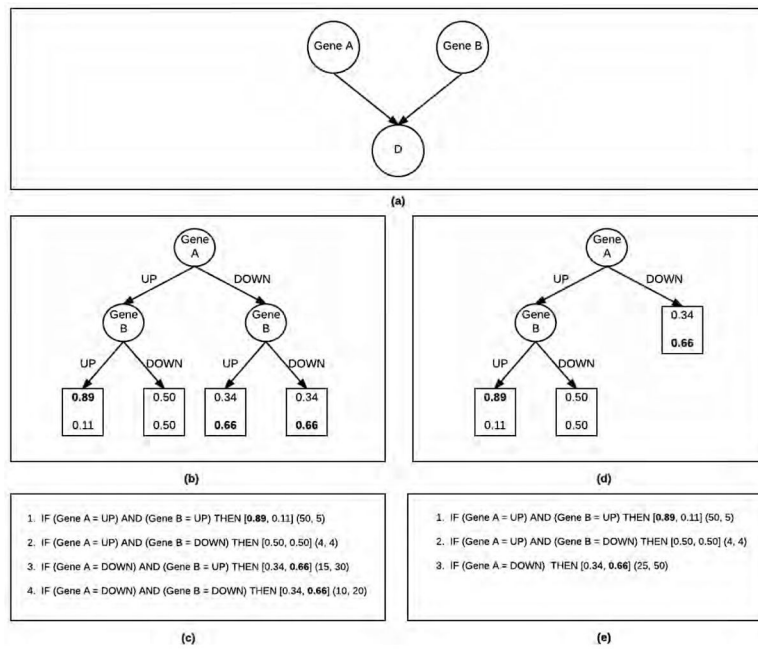 Gene A Gene B
D
(a)
Gene
A
UP DOWN
Gene
B
Gene
B
UP DOWN UP DOWN
0.89 0.50 0.34 0.34
0.11 0.50 0.66 0.66
(b)
Gene
A
UP DOWN
Gene
B
0.34
0.66
UP DOWN
0.89 0.50
0.11 0.50
(d)
1. IF (Gene A = UP) AND (Gene B = UP) THEN [0.89, 0.11] (50, 5)
2. IF (Gene A = UP) AND (Gene B = DOWN) THEN [0.50, 0.50] (4, 4)
3. IF (Gene A = DOWN) AND (Gene B = UP) THEN [0.34, 0.66] (15, 30)
4. IF (Gene A = DOWN) AND (Gene B = DOWN) THEN [0.34, 0.66] (10, 20)
(c)
1. IF (Gene A = UP) AND (Gene B = UP) THEN [0.89, 0.11] (50, 5)
2. IF (Gene A = UP) AND (Gene B = DOWN) THEN [0.50, 0.50] (4, 4)
3. IF (Gene A = DOWN) THEN [0.34, 0.66] (25, 50)
(e)